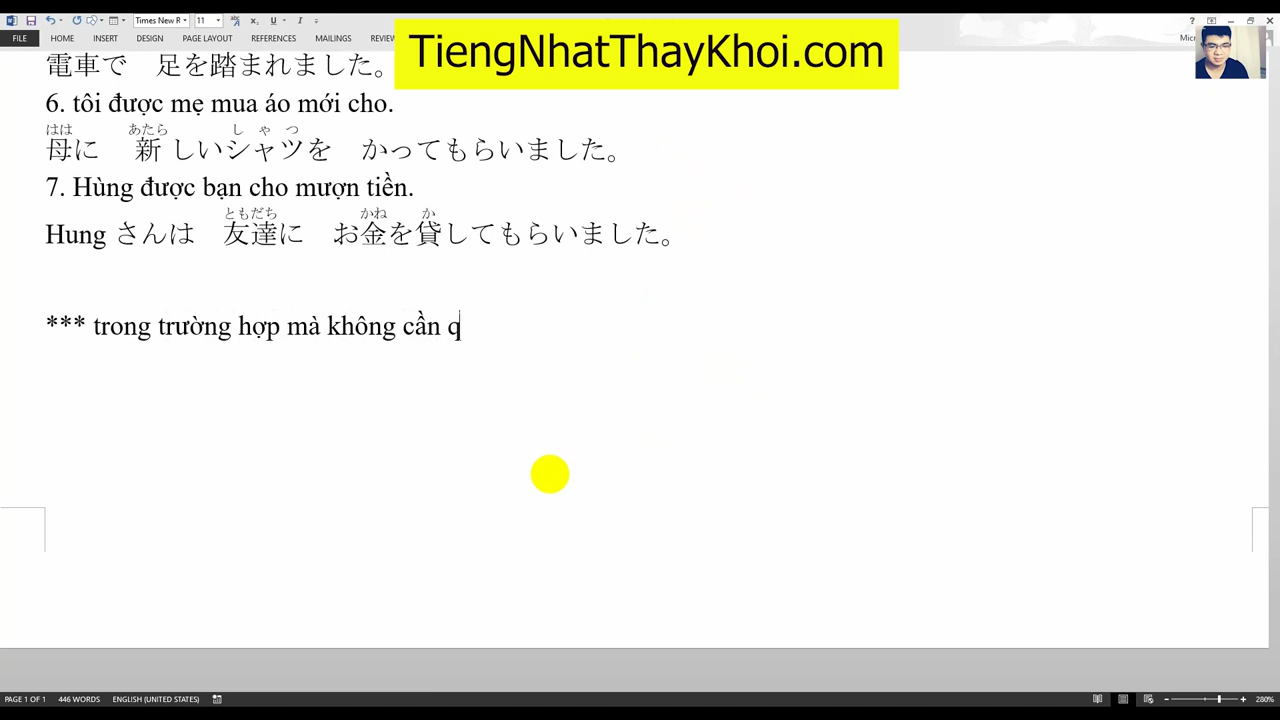 Times New R
11
?
FILE HOME INSERT DESIGN PAGE LAYOUT REFERENCES MAILINGS
TiengNhatThayKhoi.com
電車で 足を踏まれました。
6. tôi được mẹ mua áo mới cho.
はは あたら しゃつ
母に 新しいシャツを かってもらいました。
7. Hùng được bạn cho mượn tiền.
ともだち かね か
Hung さんは 友達に お金を貸してもらいました。
*** trong trường hợp mà không cần q
PAGE 1 OF 1 446 WORDS ENGLISH (UNITED STATES)
280%